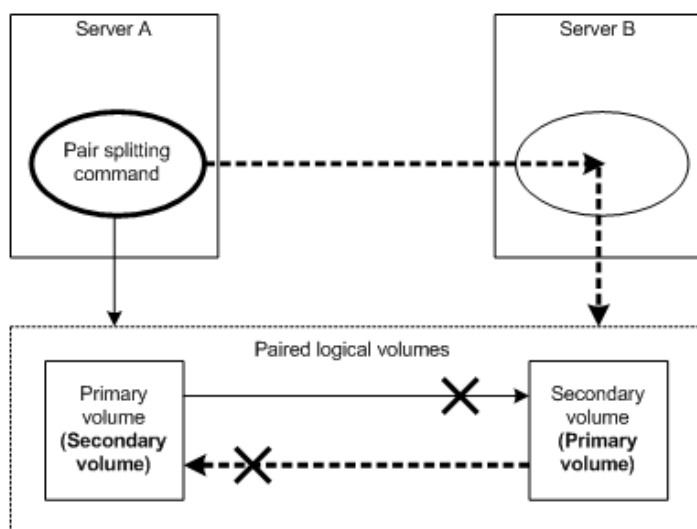 Server A
Server B
Pair splitting
command
Paired logical volumes
Primary
volume
(Secondary
volume)
Secondary
volume
(Primary
volume)